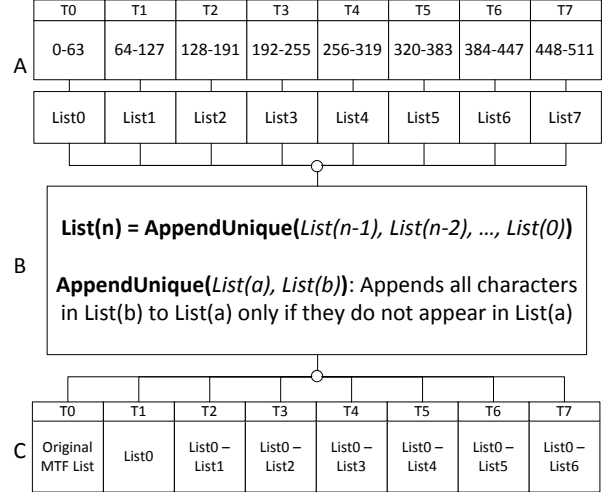 T0 T1 T2 T3 T4 T5 T6 T7
A
0-63 64-127 128-191 192-255 256-319 320-383 384-447 448-511
List0 List1 List2 List3 List4 List5 List6 List7
List(n) = AppendUnique(List(n-1), List(n-2), …, List(0))
B
AppendUnique(List(a), List(b)): Appends all characters
in List(b) to List(a) only if they do not appear in List(a)
T0 T1 T2 T3 T4 T5 T6 T7
C
Original List0 – List0 – List0 – List0 – List0 – List0 –
List0
MTF List List1 List2 List3 List4 List5 List6